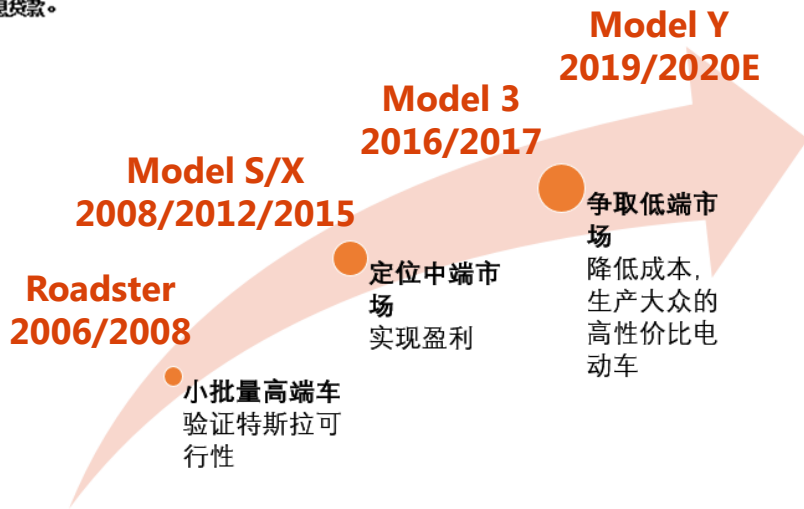 息贷款。
Model Y
2019/2020E
Model 3
2016/2017
Model S/X
2008/2012/2015
争取低端市
场
降低成本,
生产大众的
高性价比电
动车
定位中端市
场
实现盈利
Roadster
2006/2008
小批量高端车
验证特斯拉可
行性